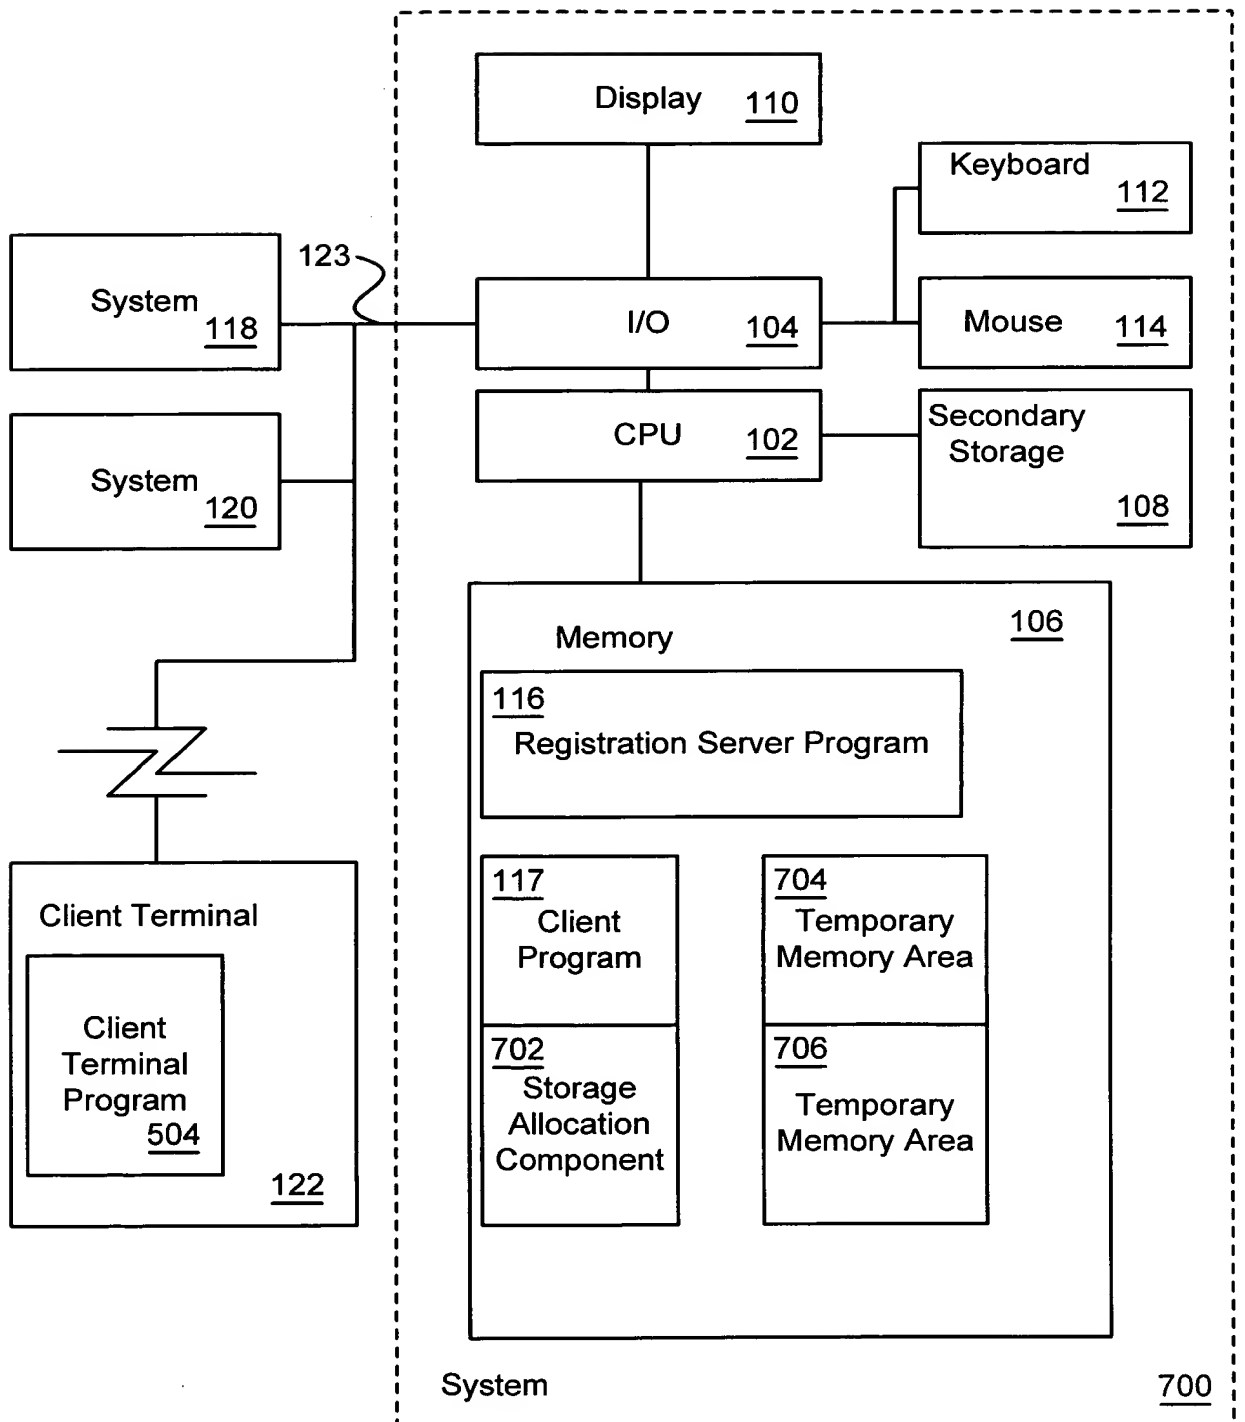 Display 110
Keyboard
112
123
System
118
I/O 104
Mouse 114
System
120
CPU 102
Secondary
Storage
108
Memory
106
116
Registration Server Program
117
Client
Program
704
Temporary
Memory Area
702
Storage
Allocation
Component
706
Temporary
Memory Area
Client Terminal
Client
Terminal
Program
504
122
System 700